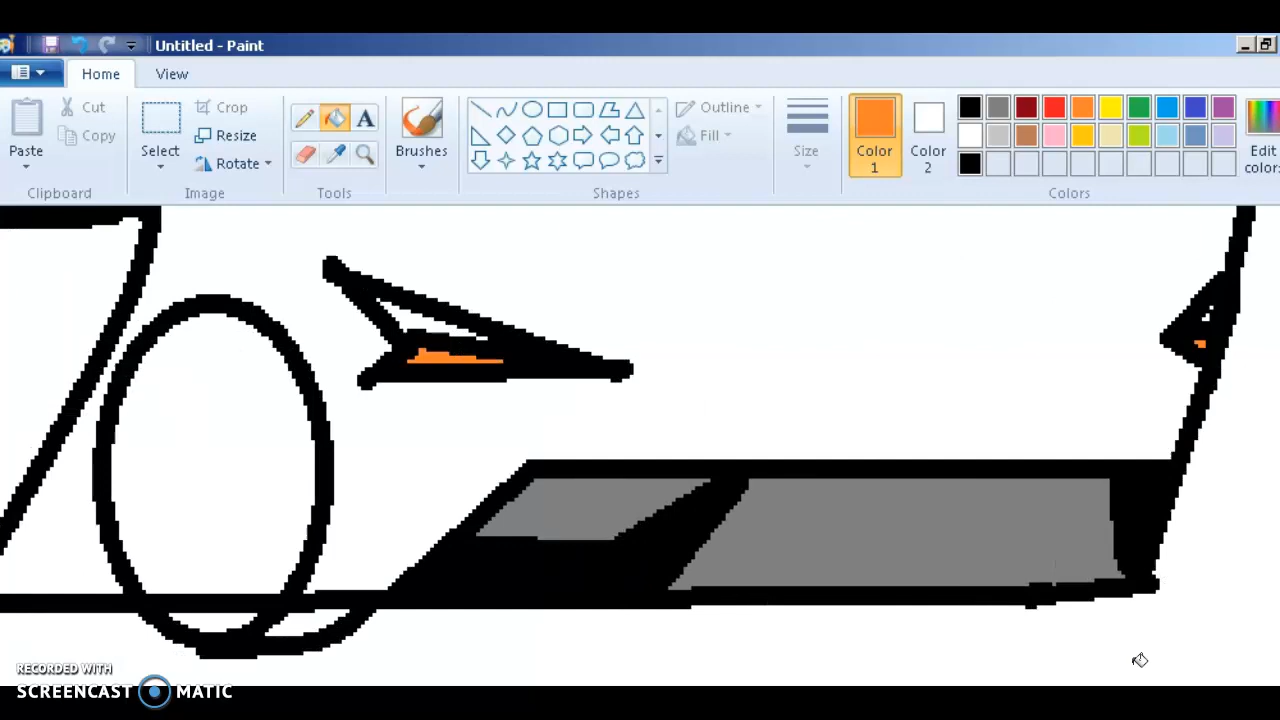 Untitled - Paint
Home View
Paste
Cut
Copy
Clipboard
Select
Crop
Resize
Rotate
Image
A
Tools
Brushes
Outline
Fill
Shapes
Size
Color
1
Color
2
Edit
color
Colors
RECORDED WITH
SCREENCAST MATIC